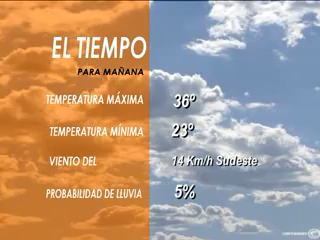 EL TIEMPO
PARA MAÑANA
TEMPERATURA MÁXIMA 36º
TEMPERATURA MÍNIMA 23º
VIENTO DEL 14 Km/h Sudeste
PROBABILIDAD DE LLUVIA 5%